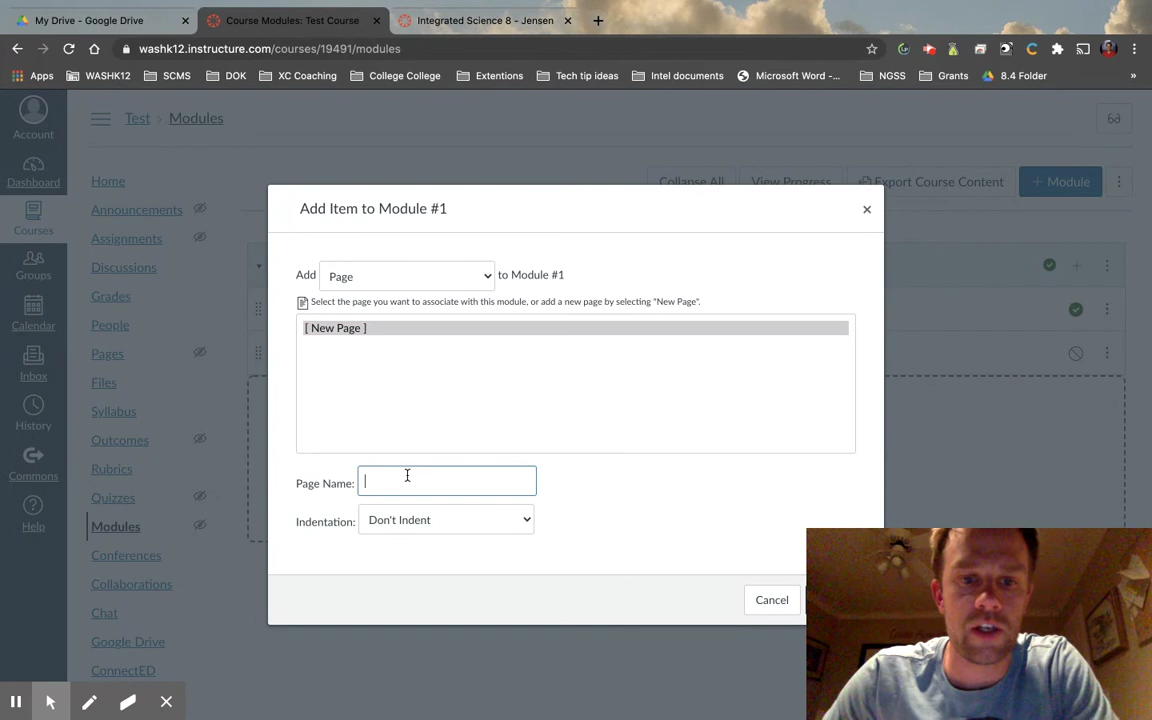 My Drive - Google Drive
Course Modules: Test Course
Integrated Science 8 - Jensen
washk12.instructure.com/courses/19491/modules
Apps
WASHK12
SCMS
DOK
XC Coaching
College College
Extentions
Tech tip ideas
Intel documents
Microsoft Word -...
NGSS
Grants
8.4 Folder
»
Account
Dashboard
Courses
Groups
Calendar
Inbox
History
Commons
Help
Test > Modules
Home
Announcements
Assignments
Discussions
Grades
People
Pages
Files
Syllabus
Outcomes
Rubrics
Quizzes
Modules
Conferences
Collaborations
Chat
Google Drive
ConnectED
Collapse All
View Progress
Export Course Content
+ Module
Add Item to Module #1
Add Page to Module #1
Select the page you want to associate with this module, or add a new page by selecting "New Page".
[ New Page ]
Page Name:
Indentation: Don't Indent
Cancel